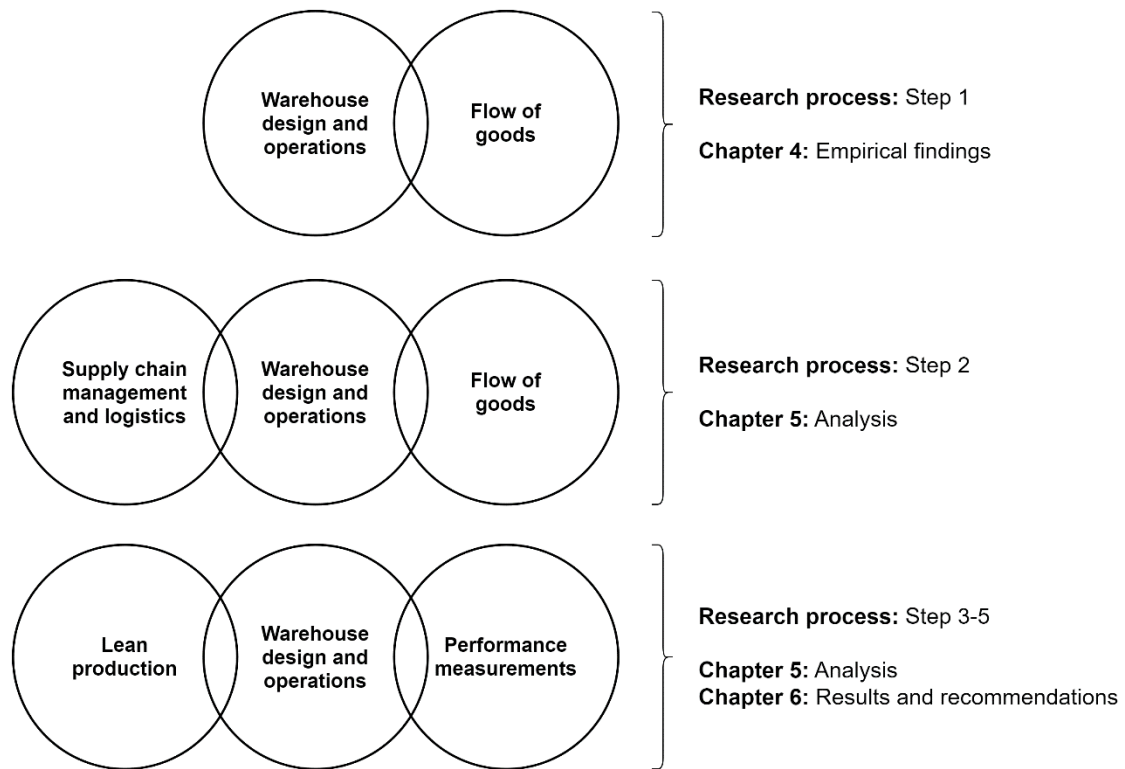 Warehouse
design and
operations
Flow of
goods
Research process: Step 1
Chapter 4: Empirical findings
Supply chain
management
and logistics
Warehouse
design and
operations
Flow of
goods
Research process: Step 2
Chapter 5: Analysis
Lean
production
Warehouse
design and
operations
Performance
measurements
Research process: Step 3-5
Chapter 5: Analysis
Chapter 6: Results and recommendations